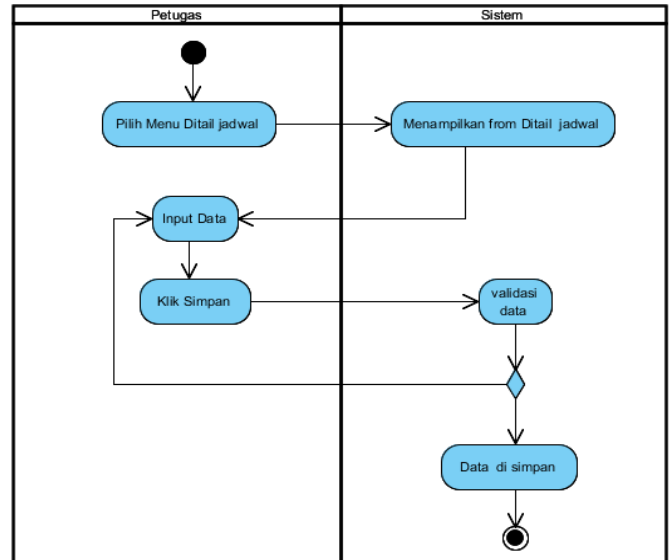 Petugas
Sistem
Pilih Menu Ditail jadwal
Menampilkan from Ditail jadwal
Input Data
Klik Simpan
validasi
data
Data di simpan